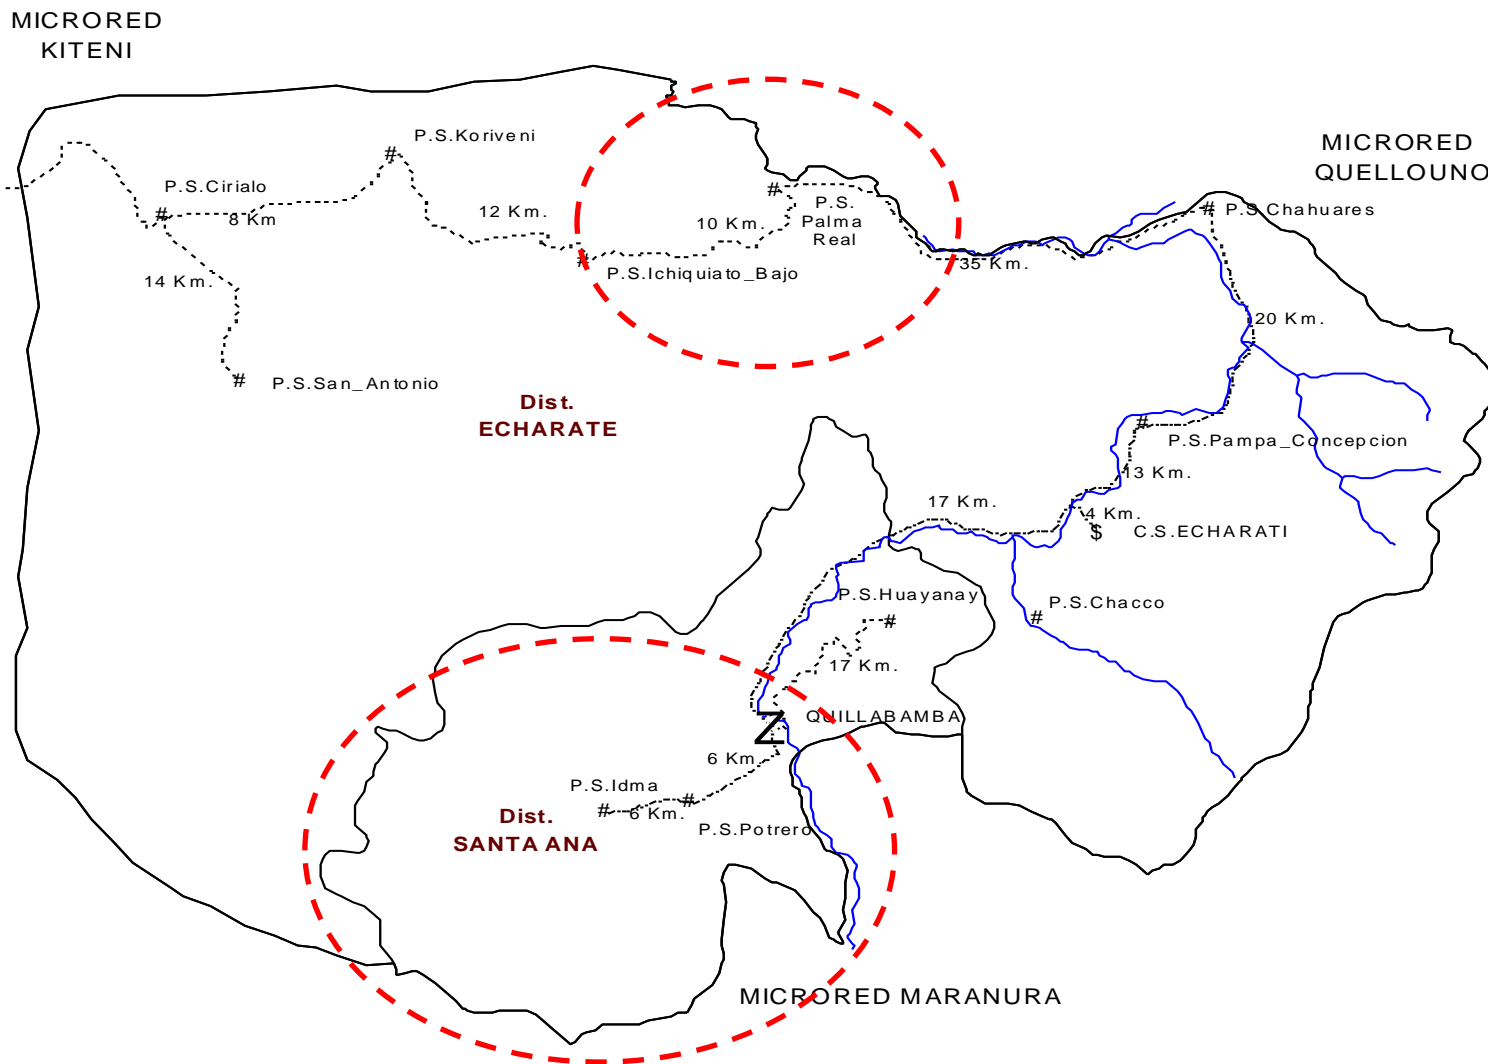 MICRORED
KITENI
P.S.Koriveni
#
MICRORED
QUELLOUNO
P.S.Cirialo
#
8 Km
12 Km.
10 Km.
#
P.S.
Palma
Real
#
P.S.Chahuares
#
P.S.Ichiquiato_Bajo
35 Km.
14 Km.
20 Km.
#
P.S.San_Antonio
Dist.
ECHARATE
#
P.S.Pampa_Concepcion
13 Km.
17 Km.
4 Km.
$
C.S.ECHARATI
P.S.Huayanay
#
P.S.Chacco
#
17 Km.
Z
QUILLABAMBA
6 Km.
P.S.Idma
#
#
6 Km.
P.S.Potrero
Dist.
SANTA ANA
MICRORED MARANURA